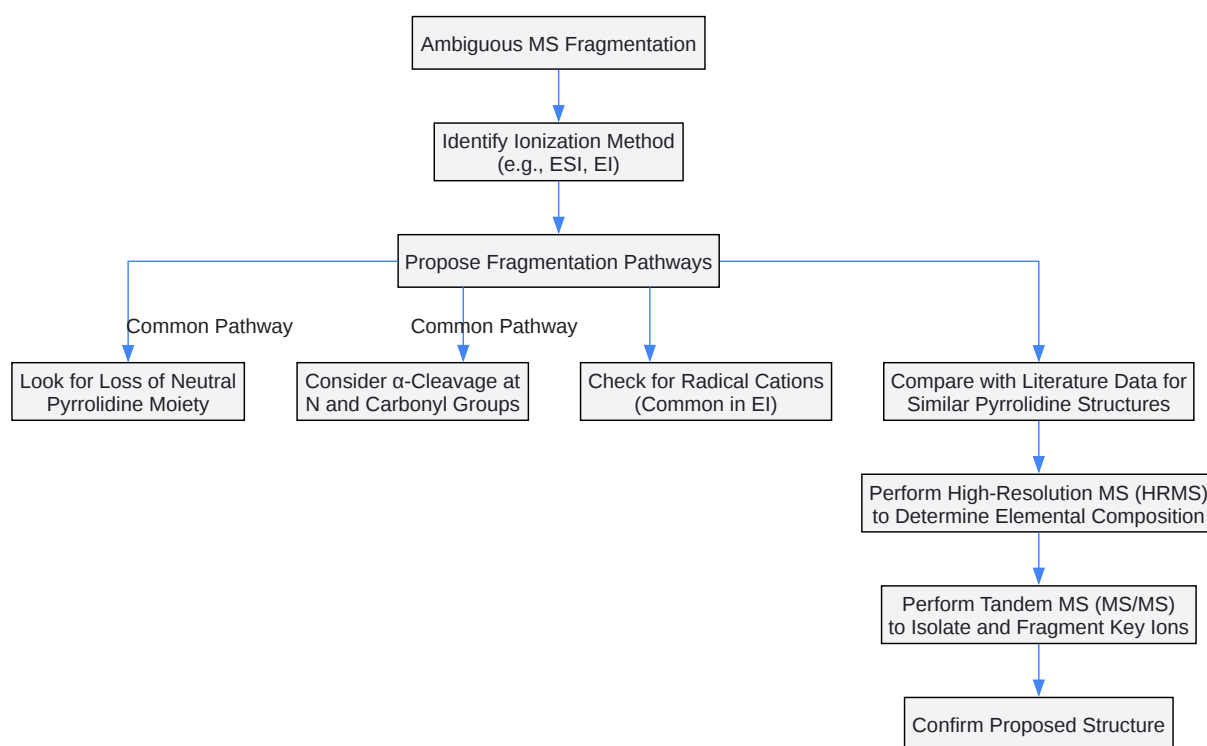 Ambiguous MS Fragmentation
Identify Ionization Method
(e.g., ESI, EI)
Propose Fragmentation Pathways
Common Pathway
Common Pathway
Look for Loss of Neutral
Pyrrolidine Moiety
Consider α-Cleavage at
N and Carbonyl Groups
Check for Radical Cations
(Common in EI)
Compare with Literature Data for
Similar Pyrrolidine Structures
Perform High-Resolution MS (HRMS)
to Determine Elemental Composition
Perform Tandem MS (MS/MS)
to Isolate and Fragment Key Ions
Confirm Proposed Structure